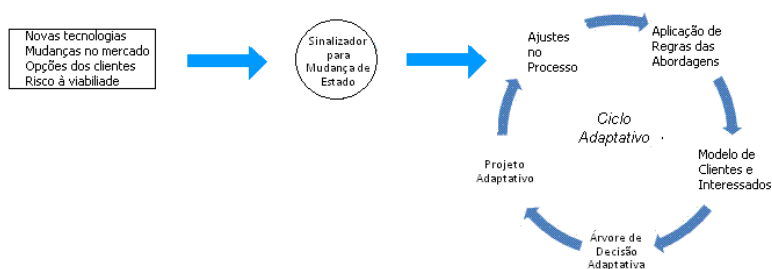 Novas tecnologias
Mudanças no mercado
Opções dos clientes
Risco à viabiliade
Sinalizador
para
Mudança de
Estado
Ajustes
no
Processo
Aplicação de
Regras das
Abordagens
Ciclo
Adaptativo
Modelo de
Clientes e
Interessados
Árvore de
Decisão
Adaptativa
Projeto
Adaptativo